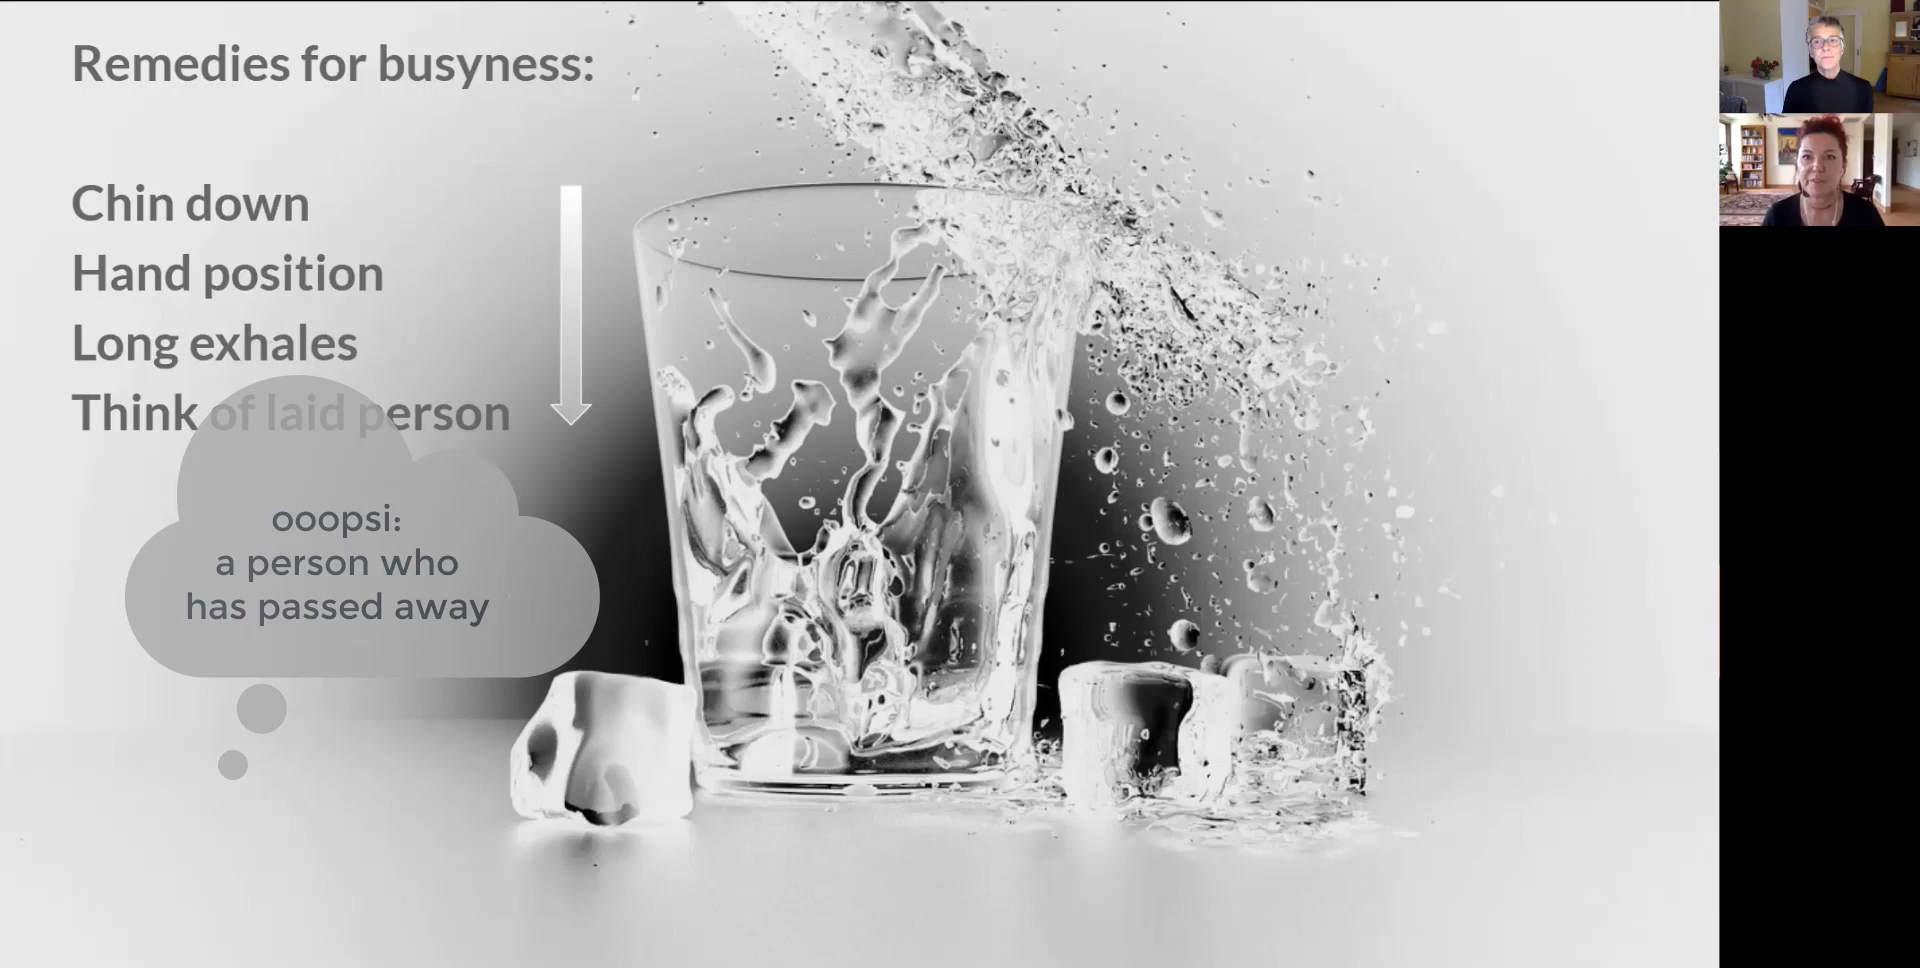 Remedies for busyness:
Chin down
Hand position
Long exhales
Think of laid person
ooopsi:
a person who
has passed away